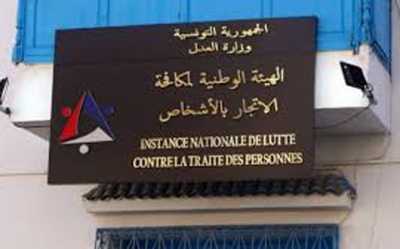 الجمهورية التونسية
وزارة العدل
الهيئة الوطنية لمكافحة
الاتجار بالأشخاص
INSTANCE NATIONALE DE LUTTE
CONTRE LA TRAITE DES PERSONNES